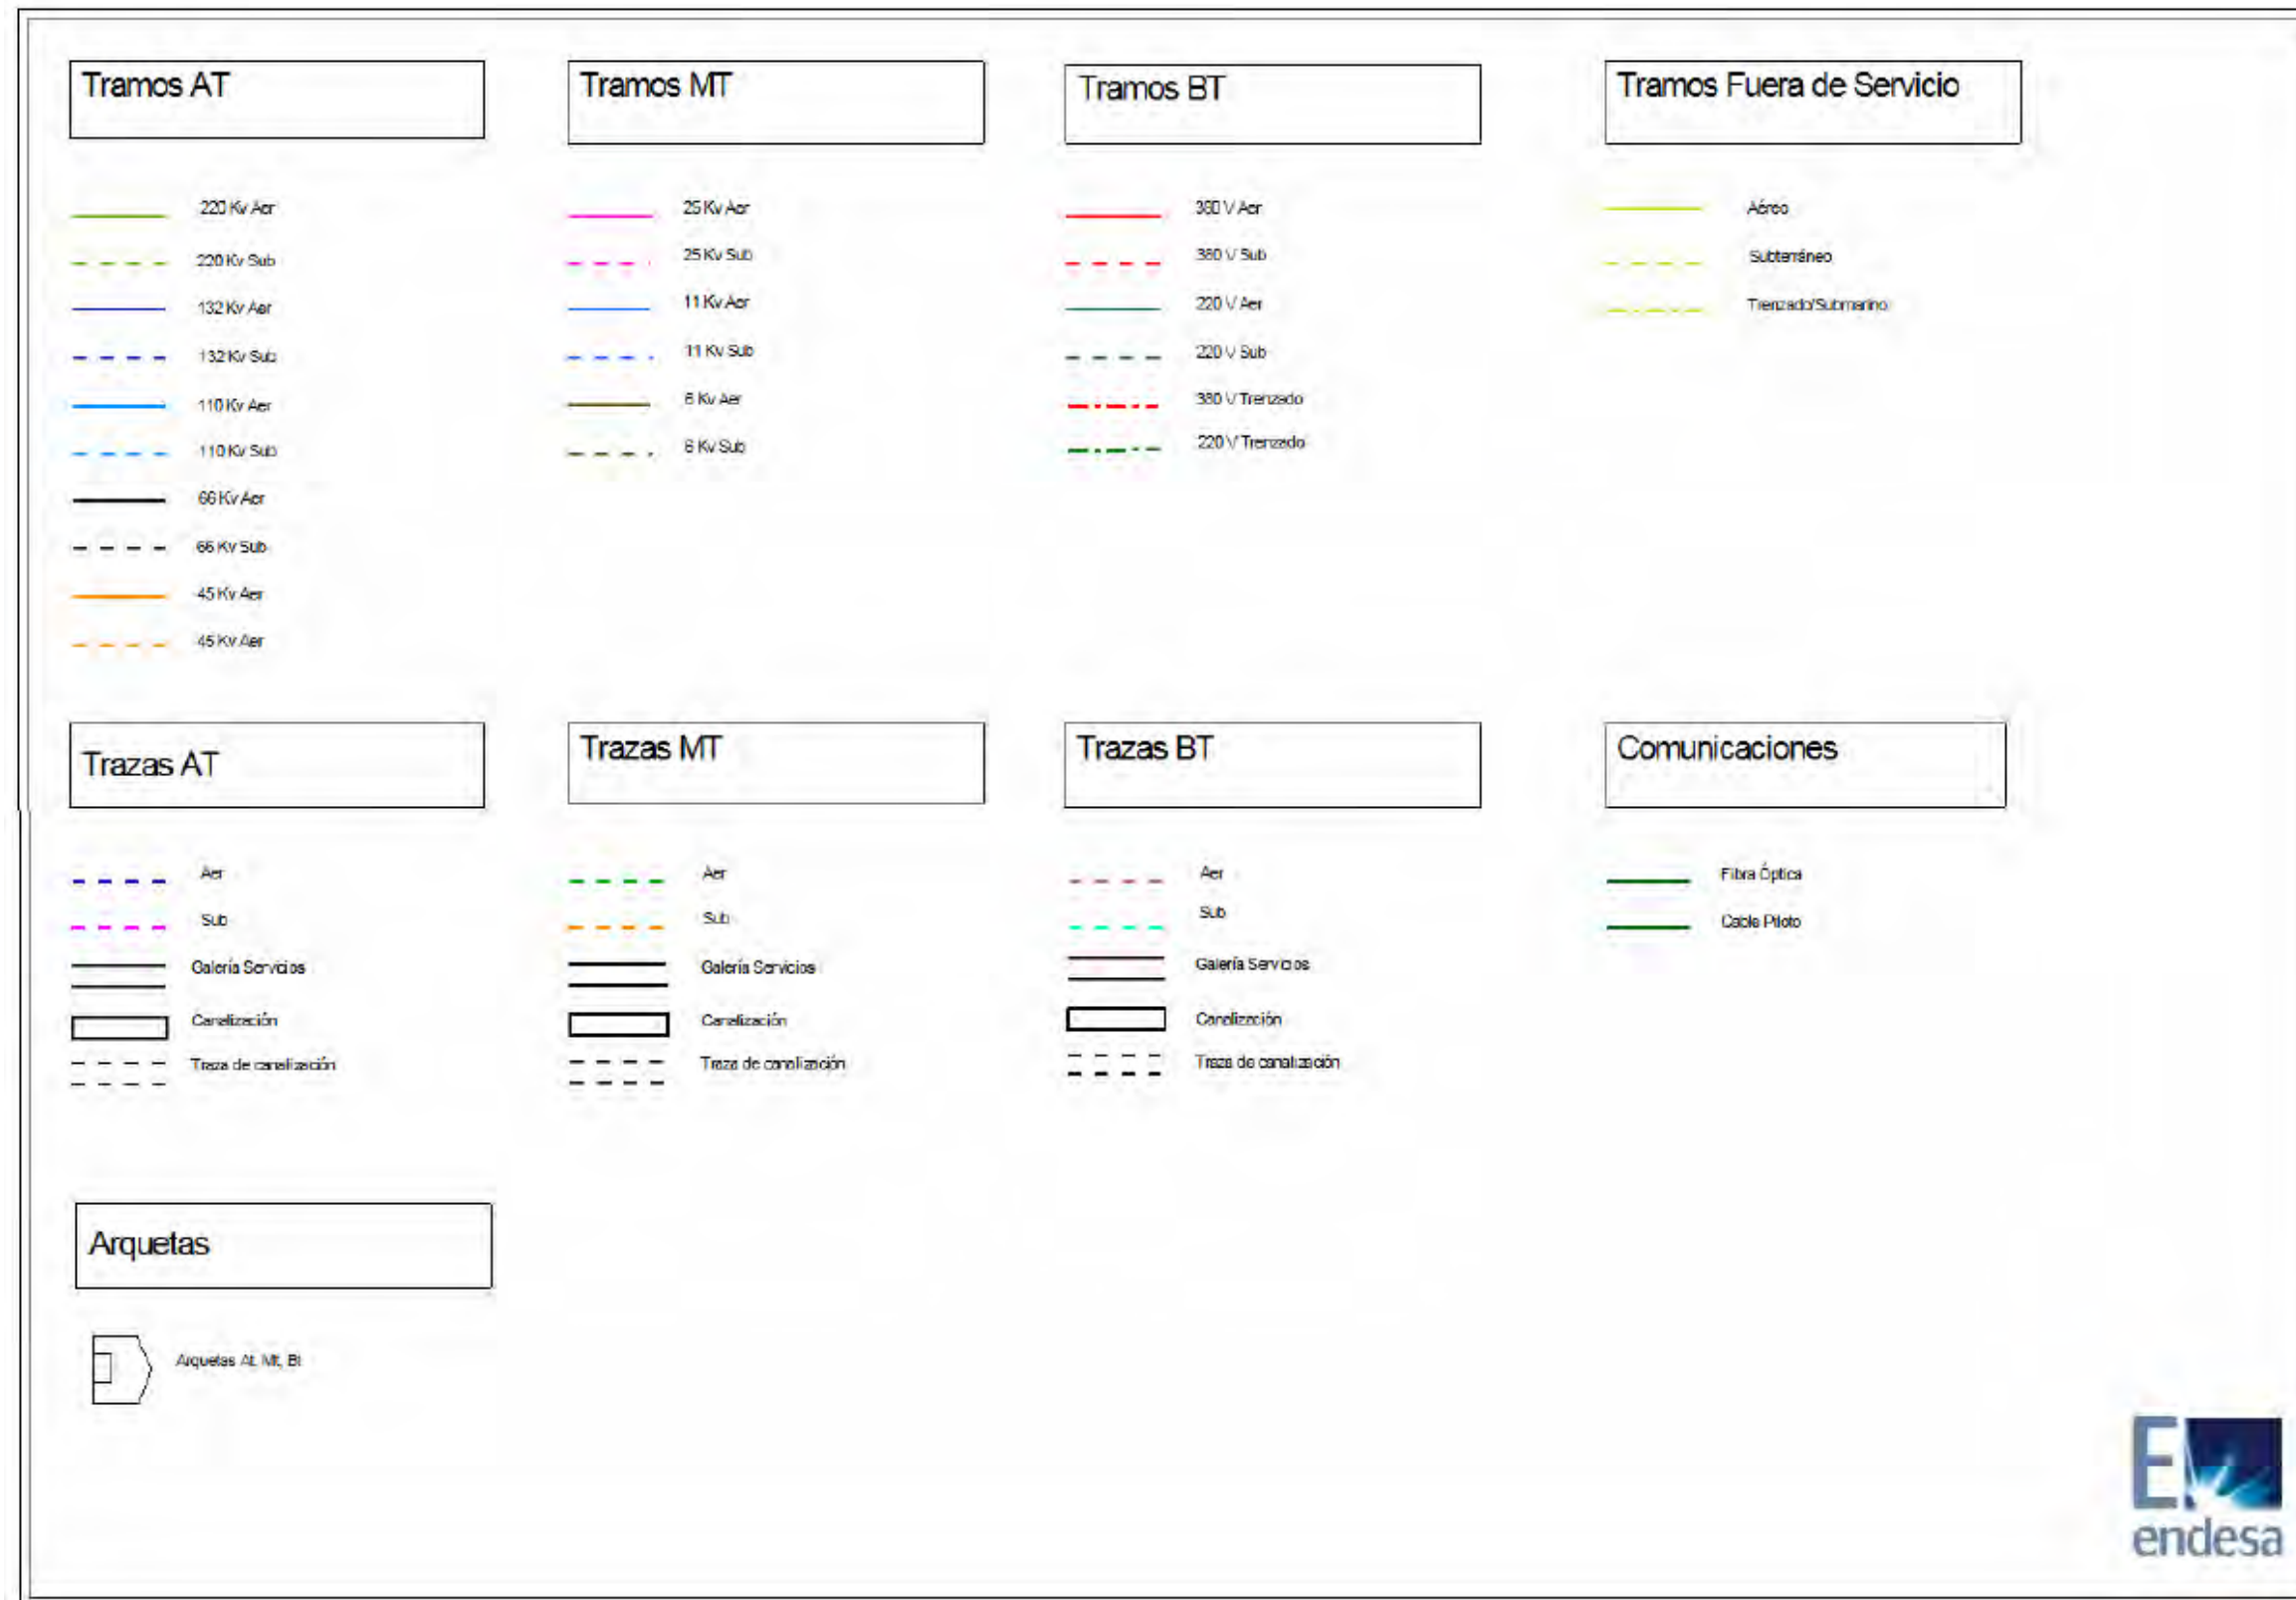 Tramos AT
220 Kv Aer
220 Kv Sub
132 Kv Aer
132 Kv Sub
110 Kv Aer
110 Kv Sub
66 Kv Aer
66 Kv Sub
45 Kv Aer
45 Kv Aer
Tramos MT
25 Kv Aer
25 Kv Sub
11 Kv Aer
11 Kv Sub
6 Kv Aer
6 Kv Sub
Tramos BT
380 V Aer
380 V Sub
220 V Aer
220 V Sub
380 V Trenzado
220 V Trenzado
Tramos Fuera de Servicio
Aéreo
Subterráneo
Trenzado/Submarino
Trazas AT
Aer
Sub
Galería Servicios
Canalización
Traza de canalización
Trazas MT
Aer
Sub
Galería Servicios
Canalización
Traza de canalización
Trazas BT
Aer
Sub
Galería Servicios
Canalización
Traza de canalización
Comunicaciones
Fibra Óptica
Cable Piloto
Arquetas
Arquetas At, Mt, Bt
E
endesa